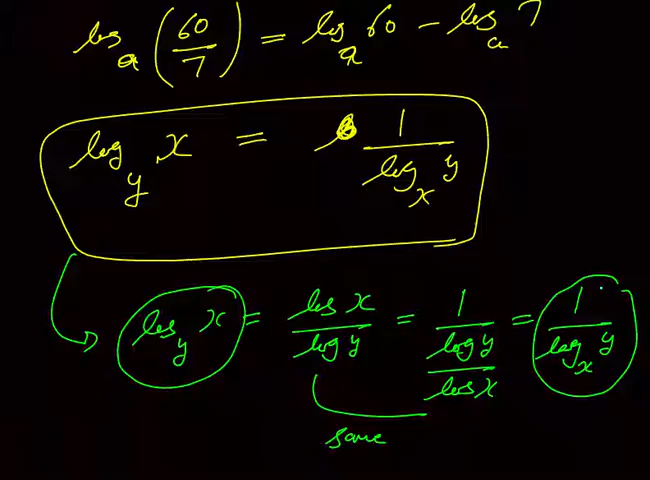 log_a (60/7) = log_a 60 − log_a 7
log_y x = 1/(log_x y)
log_y x = (log x)/(log y) = 1/((log y)/(log x)) = 1/(log_x y)
same